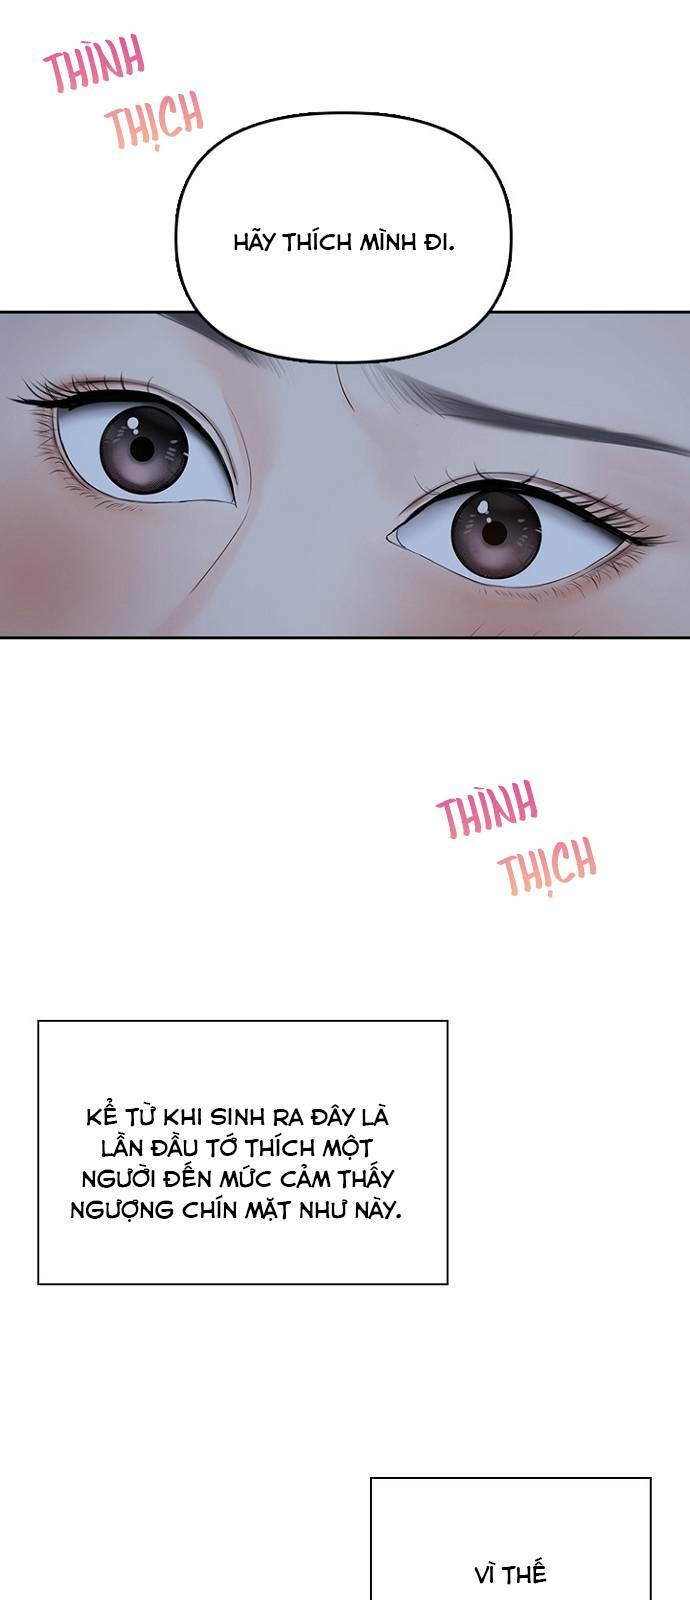 THÌNH
THỊCH
HÃY THÍCH MÌNH ĐI.
THÌNH
THỊCH
KỂ TỪ KHI SINH RA ĐÂY LÀ
LẦN ĐẦU TỚ THÍCH MỘT
NGƯỜI ĐẾN MỨC CẢM THẤY
NGƯỢNG CHÍN MẶT NHƯ NÀY.
VÌ THẾ